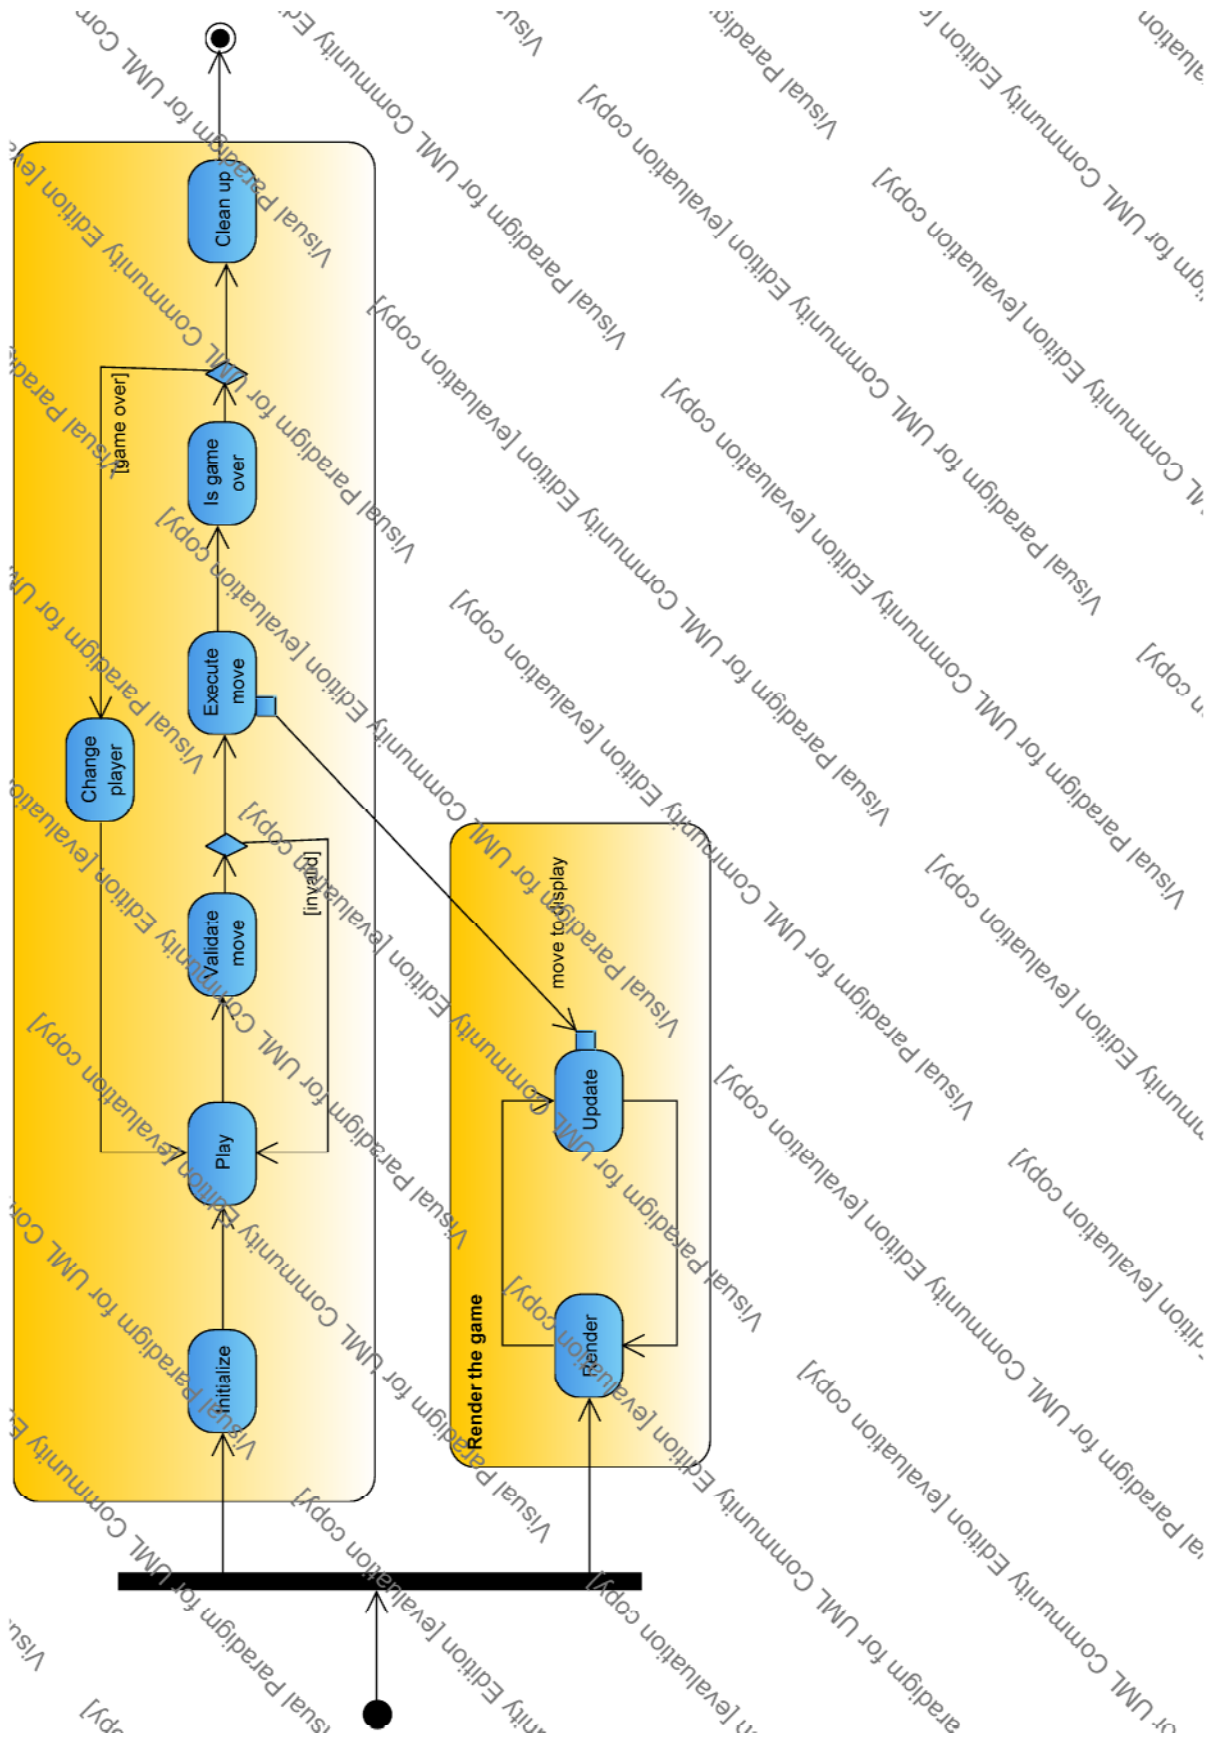 Clean up
[game over]
Is game
over
Execute
move
Change
player
[invalid]
Validate
move
Play
Initialize
Render the game
move to display
Update
Render
Visual Paradigm for UML Community Edition [evaluation copy]